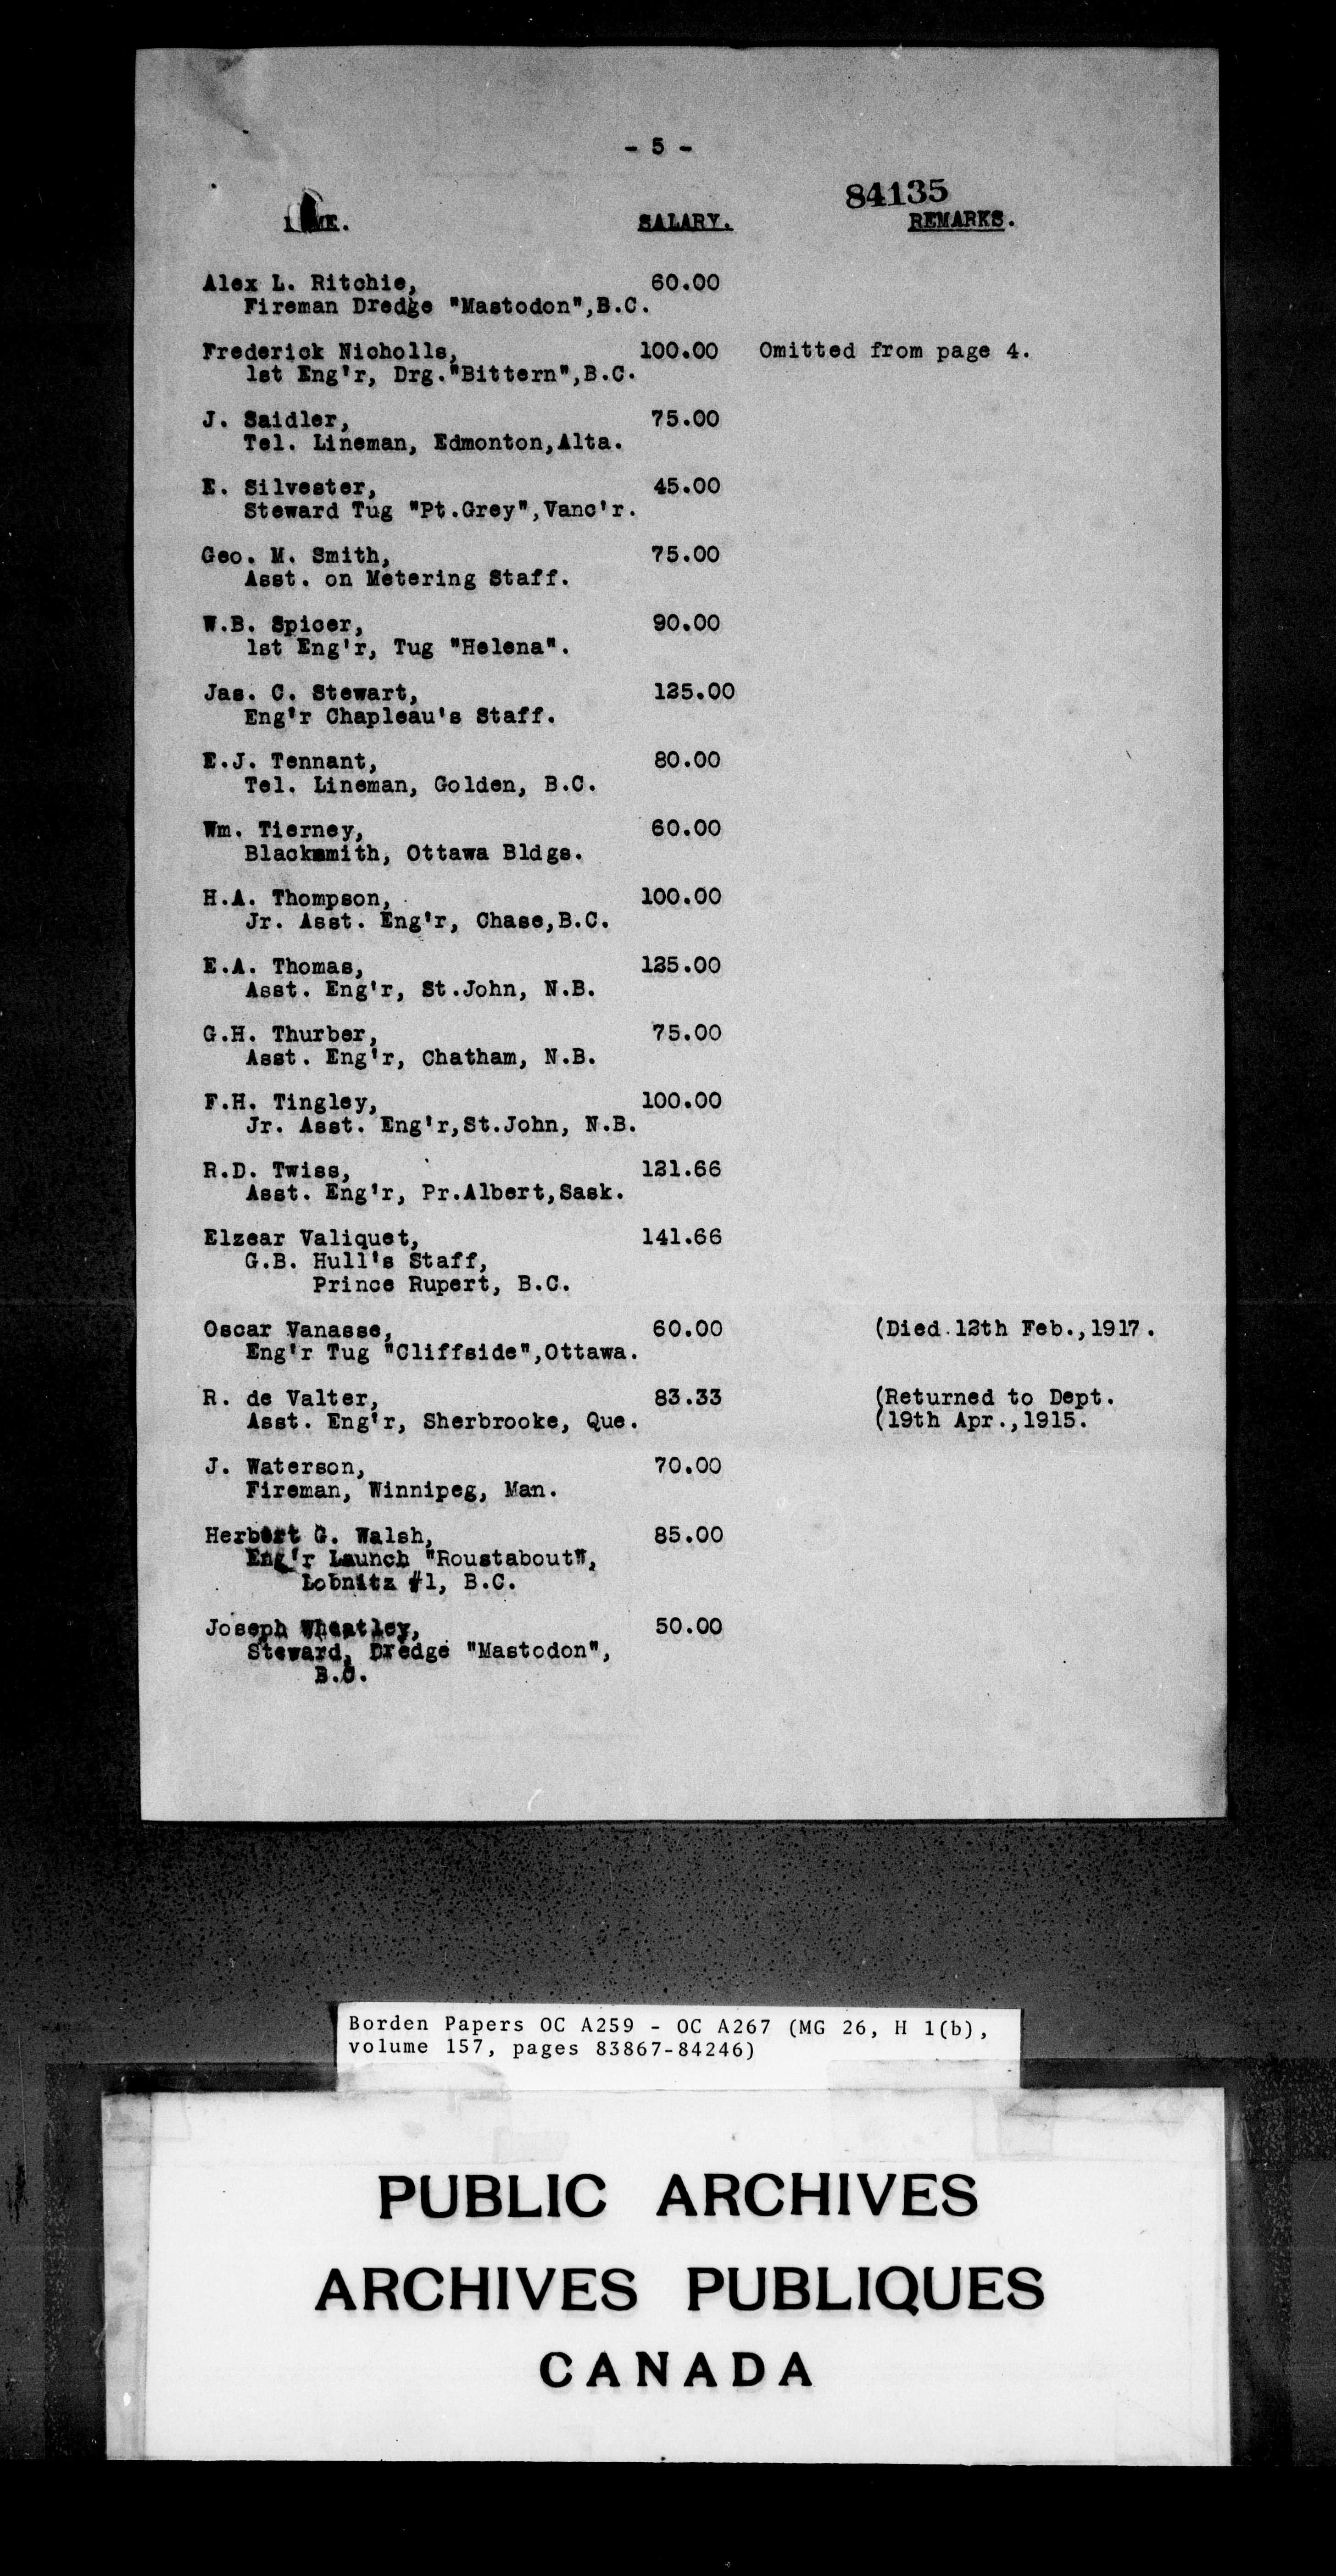 - 5 -
84135
SALARY. REMARKS.
Alex L. Ritchie, 60.00
Fireman Dredge "Mastodon",B.C.
Frederick Nicholls, 100.00 Omitted from page 4.
1st Eng'r, Drg."Bittern",B.C.
J. Saidler, 75.00
Tel. Lineman, Edmonton,Alta.
E. Silvester, 45.00
Steward Tug "Pt.Grey",Vanc'r.
Geo. M. Smith, 75.00
Asst. on Metering Staff.
W.B. Spicer, 90.00
1st Eng'r, Tug "Helena".
Jas. C. Stewart, 125.00
Eng'r Chapleau's Staff.
E.J. Tennant, 80.00
Tel. Lineman, Golden, B.C.
Wm. Tierney, 60.00
Blacksmith, Ottawa Bldgs.
H.A. Thompson, 100.00
Jr. Asst. Eng'r, Chase,B.C.
E.A. Thomas, 125.00
Asst. Eng'r, St.John, N.B.
G.H. Thurber, 75.00
Asst. Eng'r, Chatham, N.B.
F.H. Tingley, 100.00
Jr. Asst. Eng'r,St.John, N.B.
R.D. Twiss, 121.66
Asst. Eng'r, Pr.Albert,Sask.
Elzear Valiquet, 141.66
G.B. Hull's Staff,
Prince Rupert, B.C.
Oscar Vanasse, 60.00 (Died 12th Feb.,1917.
Eng'r Tug "Cliffside",Ottawa.
R. de Valter, 83.33 (Returned to Dept.
Asst. Eng'r, Sherbrooke, Que. (19th Apr.,1915.
J. Waterson, 70.00
Fireman, Winnipeg, Man.
Herbert G. Walsh, 85.00
Eng'r Launch "Roustabout",
Lobnitz #1, B.C.
Joseph Wheatley, 50.00
Steward, Dredge "Mastodon",
B.C.
Borden Papers OC A259 - OC A267 (MG 26, H 1(b),
volume 157, pages 83867-84246)
PUBLIC ARCHIVES
ARCHIVES PUBLIQUES
CANADA